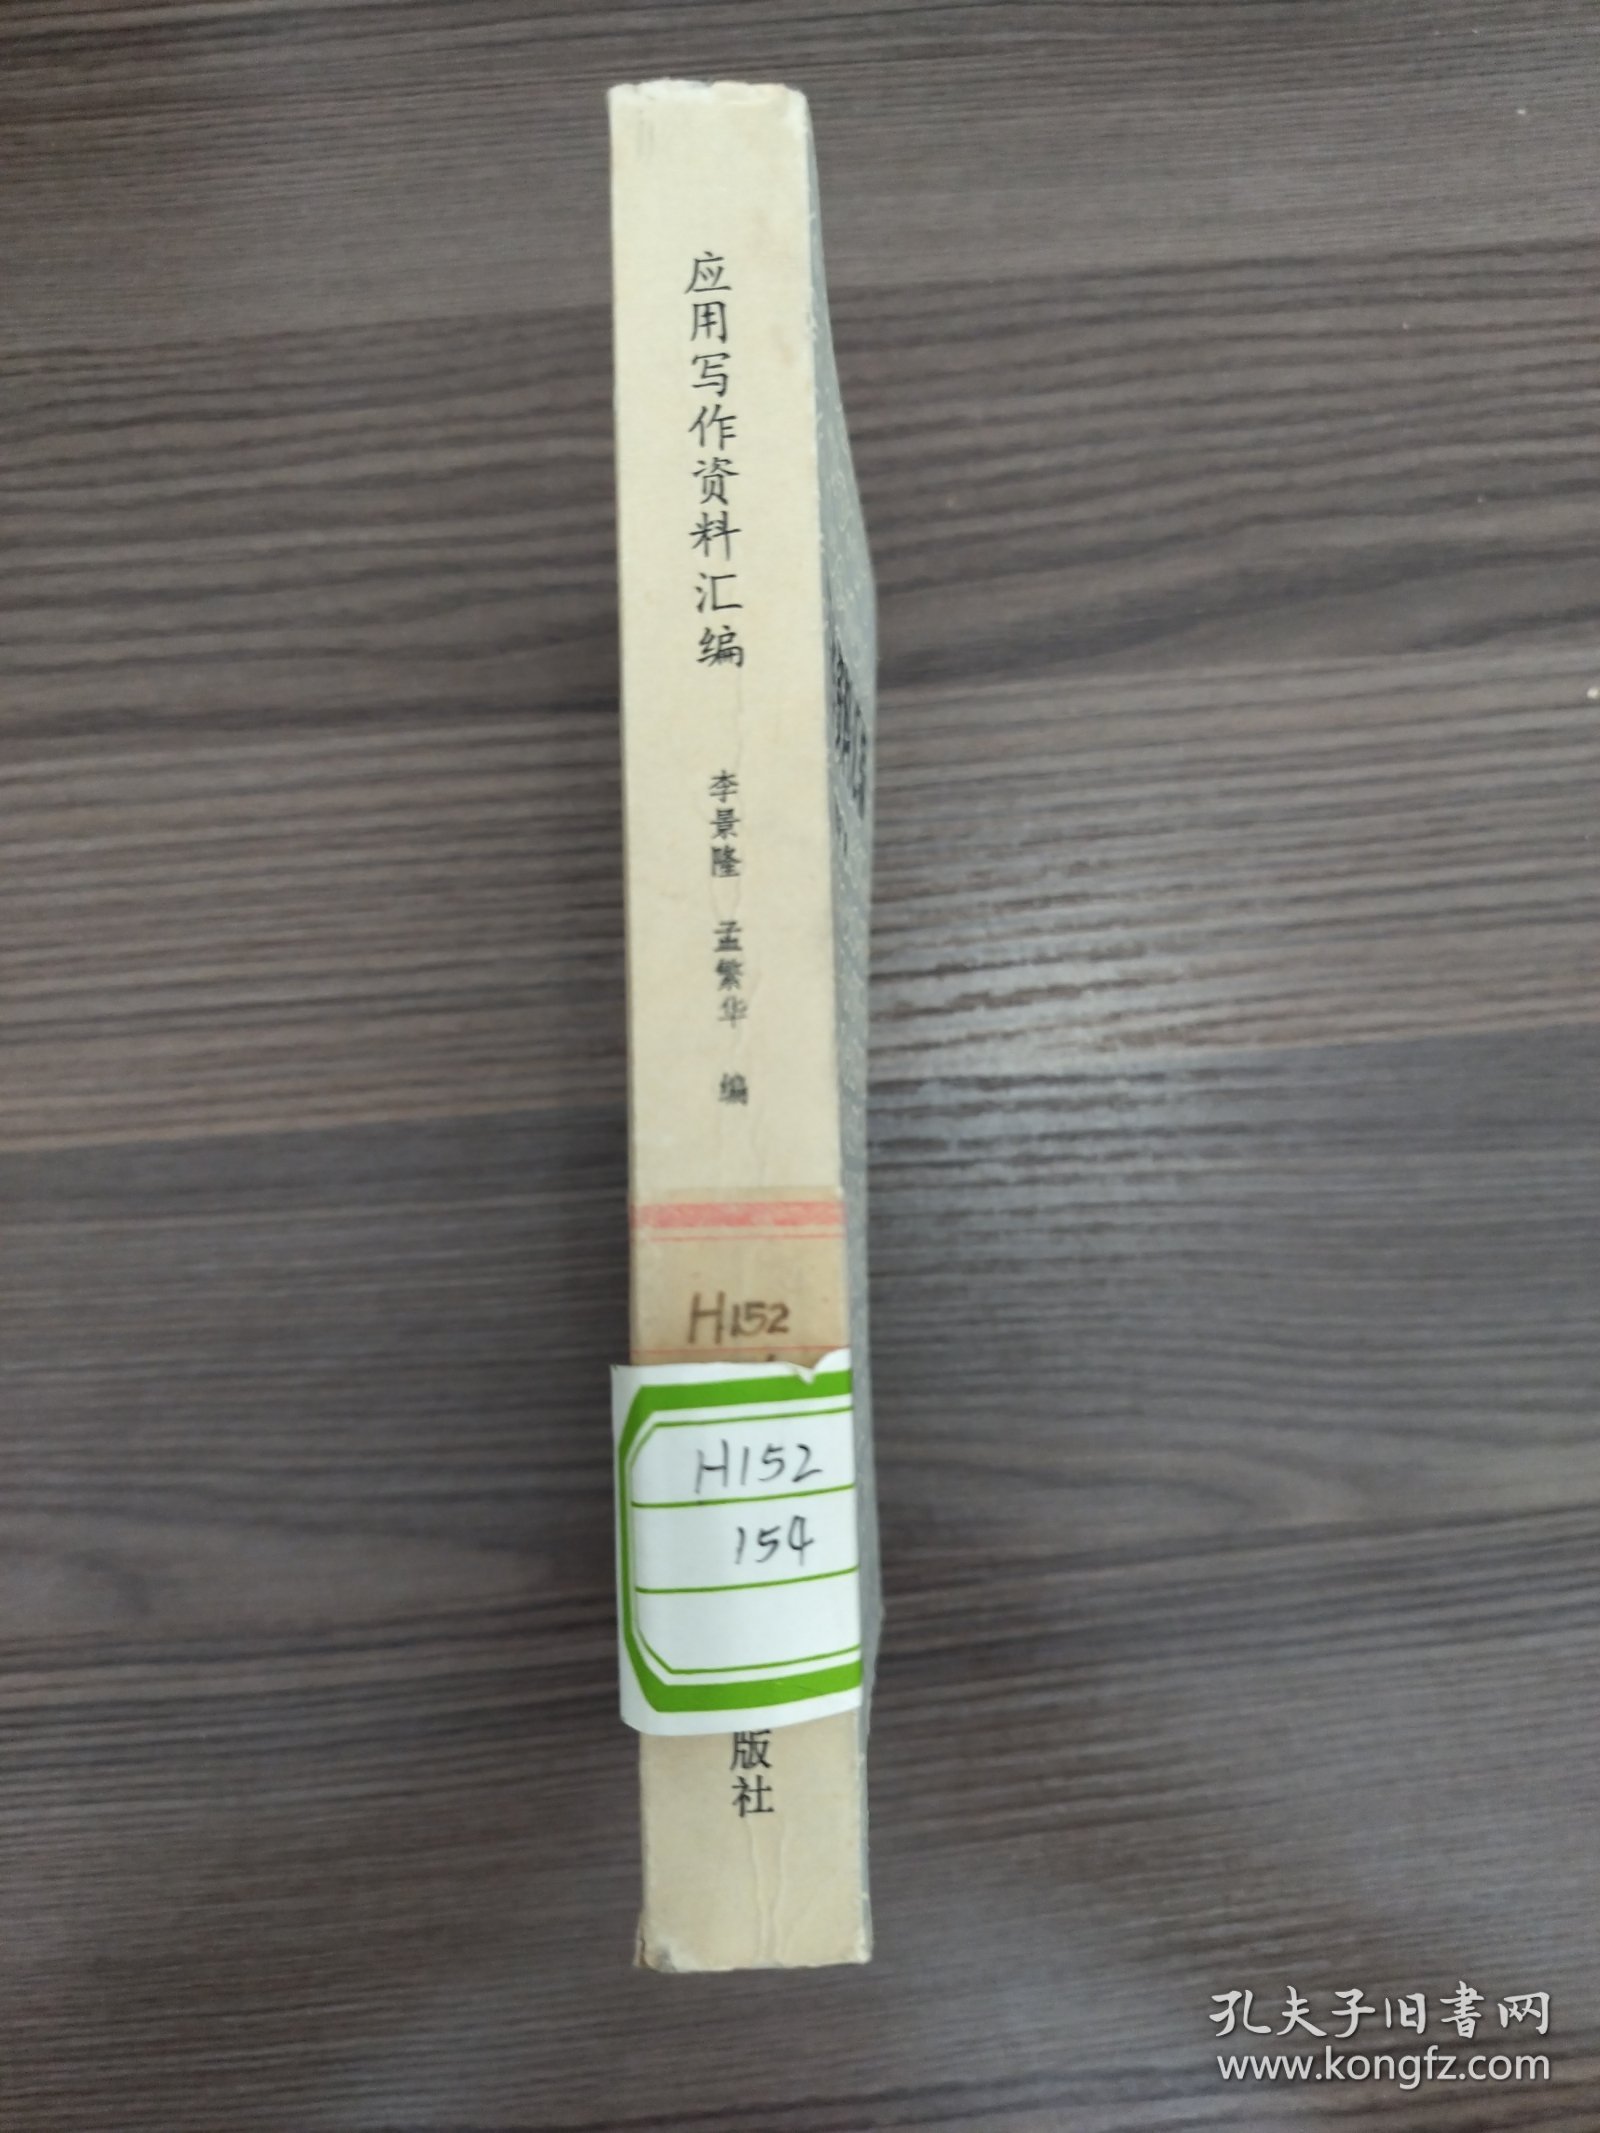 应用写作资料汇编
李景隆 孟繁华 编
H152
H152
154
版社
孔夫子旧书网
www.kongfz.com